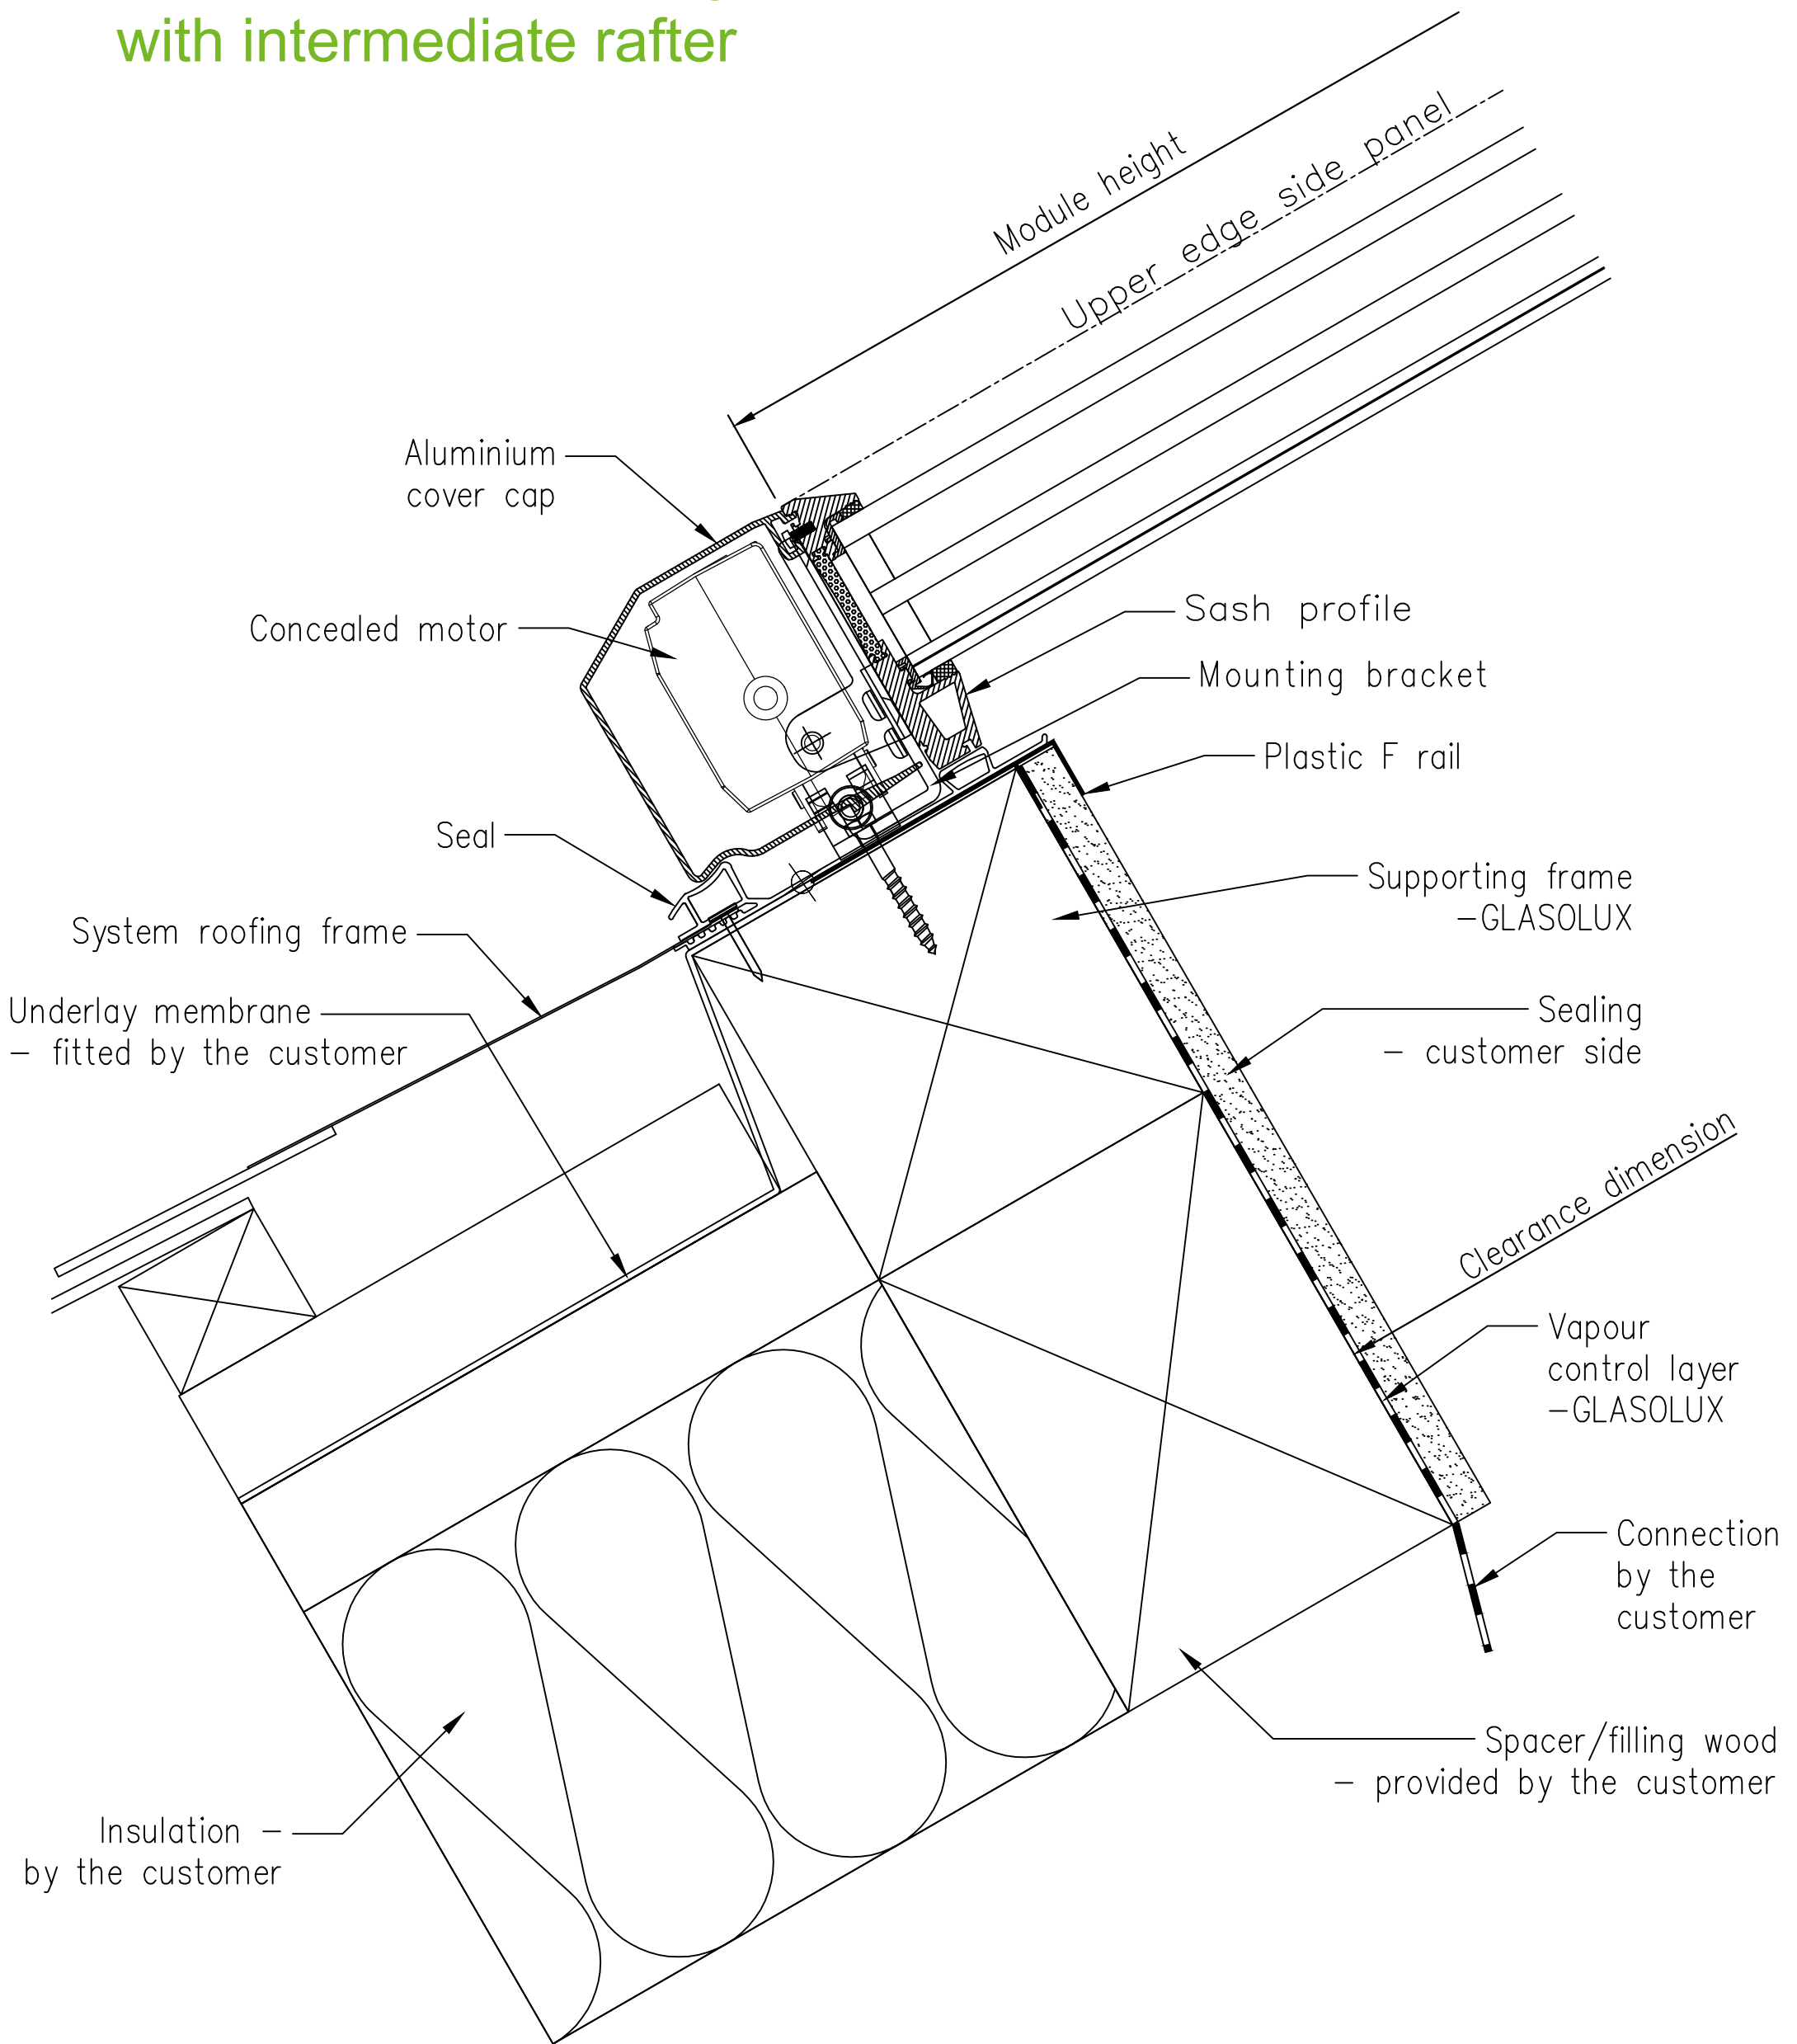 with intermediate rafter
Module height
Upper edge side panel
Aluminium
cover cap
Concealed motor
Sash profile
Mounting bracket
Plastic F rail
Seal
Supporting frame
-GLASOLUX
System roofing frame
Underlay membrane
- fitted by the customer
Sealing
- customer side
Clearance dimension
Vapour
control layer
-GLASOLUX
Connection
by the
customer
Spacer/filling wood
- provided by the customer
Insulation -
by the customer